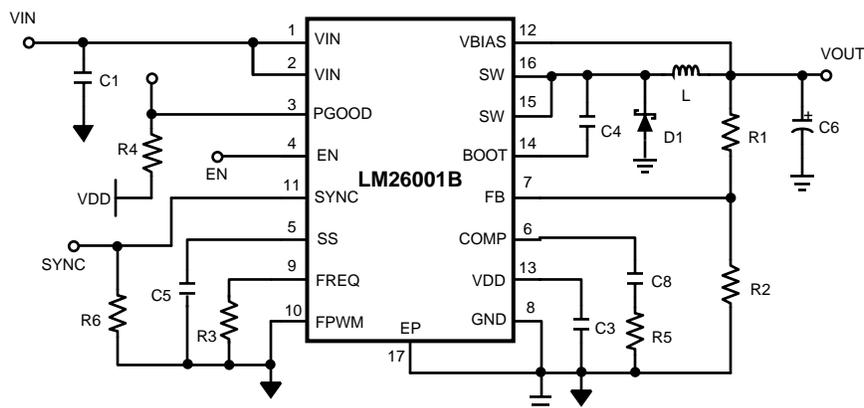 VIN
VOUT
1 VIN
VBIAS 12
C1
2 VIN
SW 16
L
3 PGOOD
SW 15
C4
D1
R1
C6
R4
4 EN
EN
BOOT 14
LM26001B
VDD
11 SYNC
FB 7
SYNC
5 SS
COMP 6
C5
9 FREQ
VDD 13
C8
R2
R6
R3
10 FPWM
EP
GND 8
C3
R5
17
+